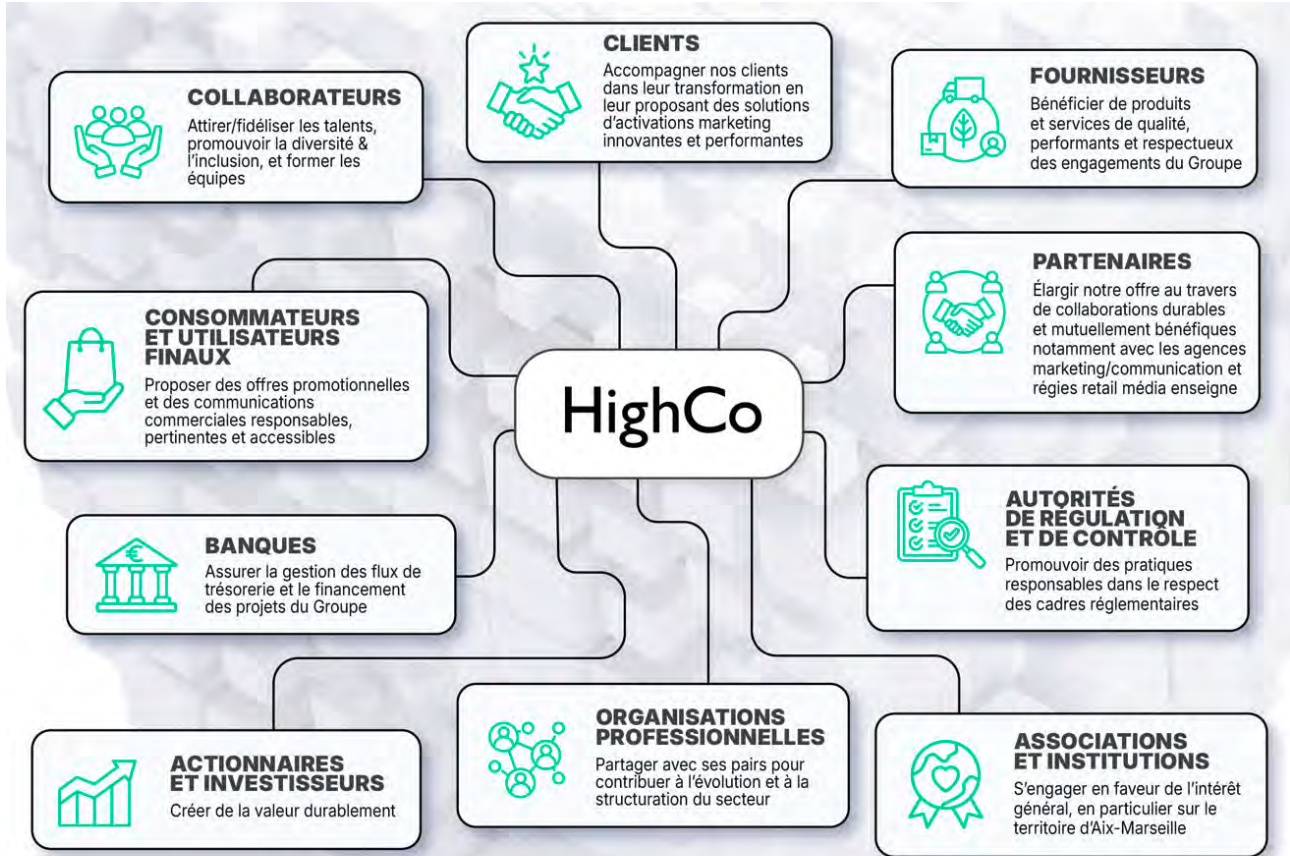 CLIENTS
Accompagner nos clients
dans leur transformation en
leur proposant des solutions
d'activations marketing
innovantes et performantes
COLLABORATEURS
Attirer/fidéliser les talents,
promouvoir la diversité &
l'inclusion, et former les
équipes
FOURNISSEURS
Bénéficier de produits
et services de qualité,
performants et respectueux
des engagements du Groupe
CONSOMMATEURS
ET UTILISATEURS
FINAUX
Proposer des offres promotionnelles
et des communications
commerciales responsables,
pertinentes et accessibles
PARTENAIRES
Élargir notre offre au travers
de collaborations durables
et mutuellement bénéfiques
notamment avec les agences
marketing/communication et
régies retail média enseigne
HighCo
BANQUES
Assurer la gestion des flux de
trésorerie et le financement
des projets du Groupe
€
AUTORITÉS
DE RÉGULATION
ET DE CONTRÔLE
Promouvoir des pratiques
responsables dans le respect
des cadres réglementaires
ACTIONNAIRES
ET INVESTISSEURS
Créer de la valeur durablement
ORGANISATIONS
PROFESSIONNELLES
Partager avec ses pairs pour
contribuer à l'évolution et à la
structuration du secteur
ASSOCIATIONS
ET INSTITUTIONS
S'engager en faveur de l'intérêt
général, en particulier sur le
territoire d'Aix-Marseille